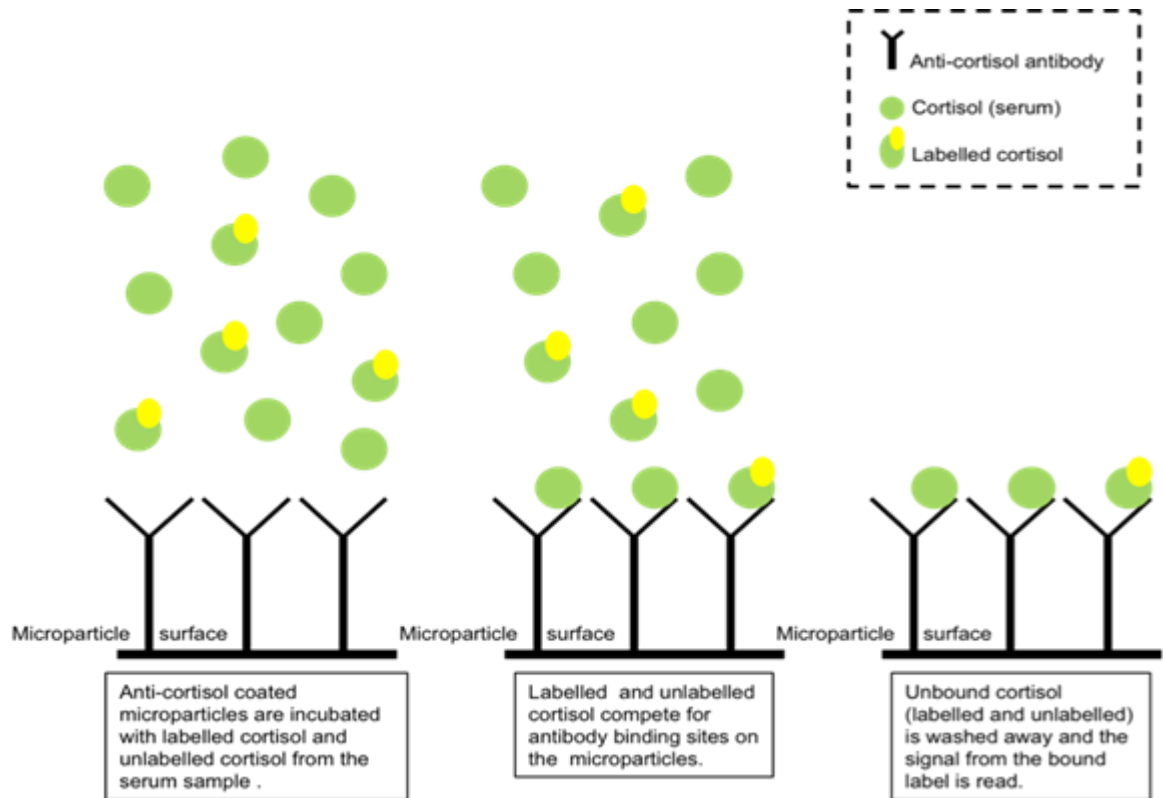 Anti-cortisol antibody
Cortisol (serum)
Labelled cortisol
Microparticle surface
Microparticle surface
Microparticle surface
Anti-cortisol coated
microparticles are incubated
with labelled cortisol and
unlabelled cortisol from the
serum sample .
Labelled and unlabelled
cortisol compete for
antibody binding sites on
the microparticles.
Unbound cortisol
(labelled and unlabelled)
is washed away and the
signal from the bound
label is read.